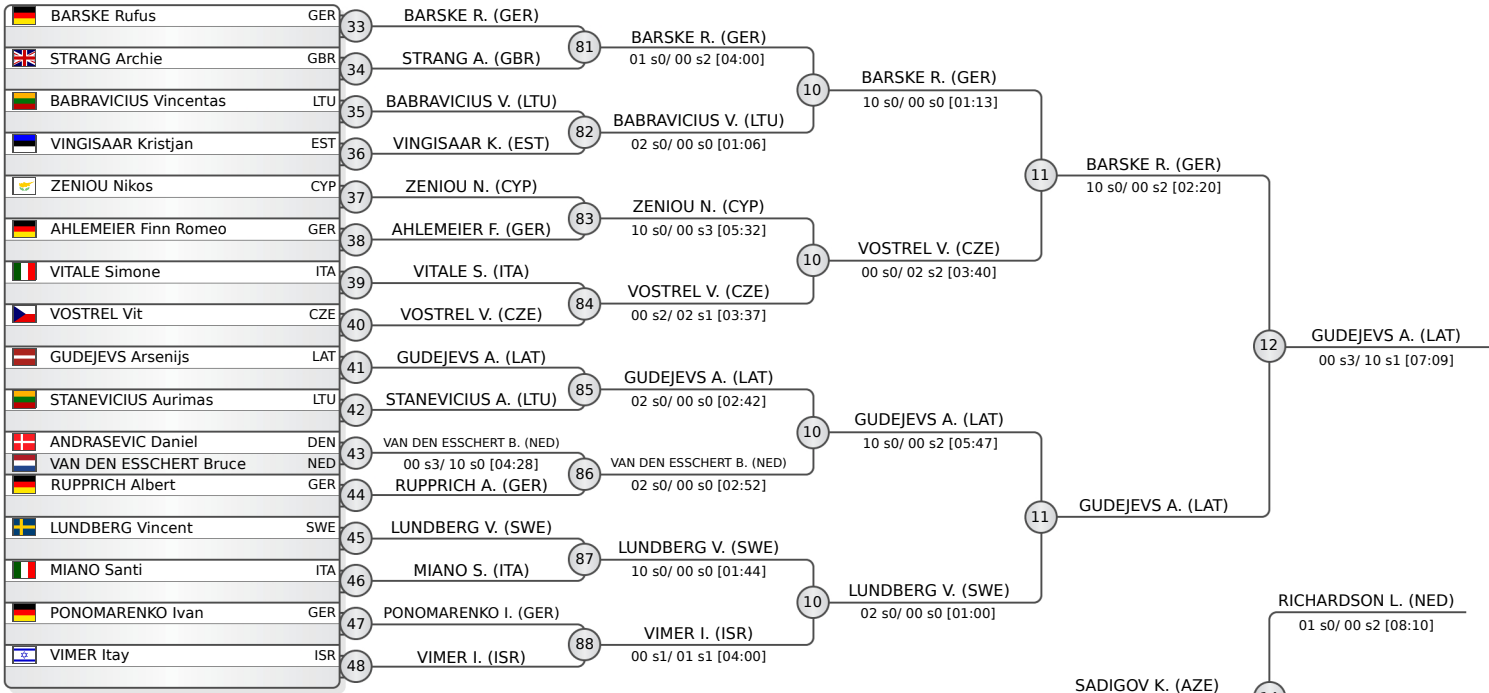 BARSKE Rufus GER
33
STRANG Archie GBR
34
BABRAVICIUS Vincentas LTU
35
VINGISAAR Kristjan EST
36
ZENIOU Nikos CYP
37
AHLEMEIER Finn Romeo GER
38
VITALE Simone ITA
39
VOSTREL Vit CZE
40
GUDEJEVS Arsenijs LAT
41
STANEVICIUS Aurimas LTU
42
ANDRASEVIC Daniel DEN
VAN DEN ESSCHERT Bruce NED
43
RUPPRICH Albert GER
44
LUNDBERG Vincent SWE
45
MIANO Santi ITA
46
PONOMARENKO Ivan GER
47
VIMER Itay ISR
48
BARSKE R. (GER)
81
STRANG A. (GBR)
BABRAVICIUS V. (LTU)
82
VINGISAAR K. (EST)
ZENIOU N. (CYP)
83
AHLEMEIER F. (GER)
VITALE S. (ITA)
84
VOSTREL V. (CZE)
GUDEJEVS A. (LAT)
85
STANEVICIUS A. (LTU)
VAN DEN ESSCHERT B. (NED)
00 s3/ 10 s0 [04:28]
86
RUPPRICH A. (GER)
LUNDBERG V. (SWE)
87
MIANO S. (ITA)
PONOMARENKO I. (GER)
88
VIMER I. (ISR)
BARSKE R. (GER)
01 s0/ 00 s2 [04:00]
10
BABRAVICIUS V. (LTU)
02 s0/ 00 s0 [01:06]
ZENIOU N. (CYP)
10 s0/ 00 s3 [05:32]
10
VOSTREL V. (CZE)
00 s2/ 02 s1 [03:37]
GUDEJEVS A. (LAT)
02 s0/ 00 s0 [02:42]
10
VAN DEN ESSCHERT B. (NED)
02 s0/ 00 s0 [02:52]
LUNDBERG V. (SWE)
10 s0/ 00 s0 [01:44]
10
VIMER I. (ISR)
00 s1/ 01 s1 [04:00]
BARSKE R. (GER)
10 s0/ 00 s0 [01:13]
11
VOSTREL V. (CZE)
00 s0/ 02 s2 [03:40]
GUDEJEVS A. (LAT)
10 s0/ 00 s2 [05:47]
11
LUNDBERG V. (SWE)
02 s0/ 00 s0 [01:00]
BARSKE R. (GER)
10 s0/ 00 s2 [02:20]
12
GUDEJEVS A. (LAT)
GUDEJEVS A. (LAT)
00 s3/ 10 s1 [07:09]
RICHARDSON L. (NED)
01 s0/ 00 s2 [08:10]
SADIGOV K. (AZE)